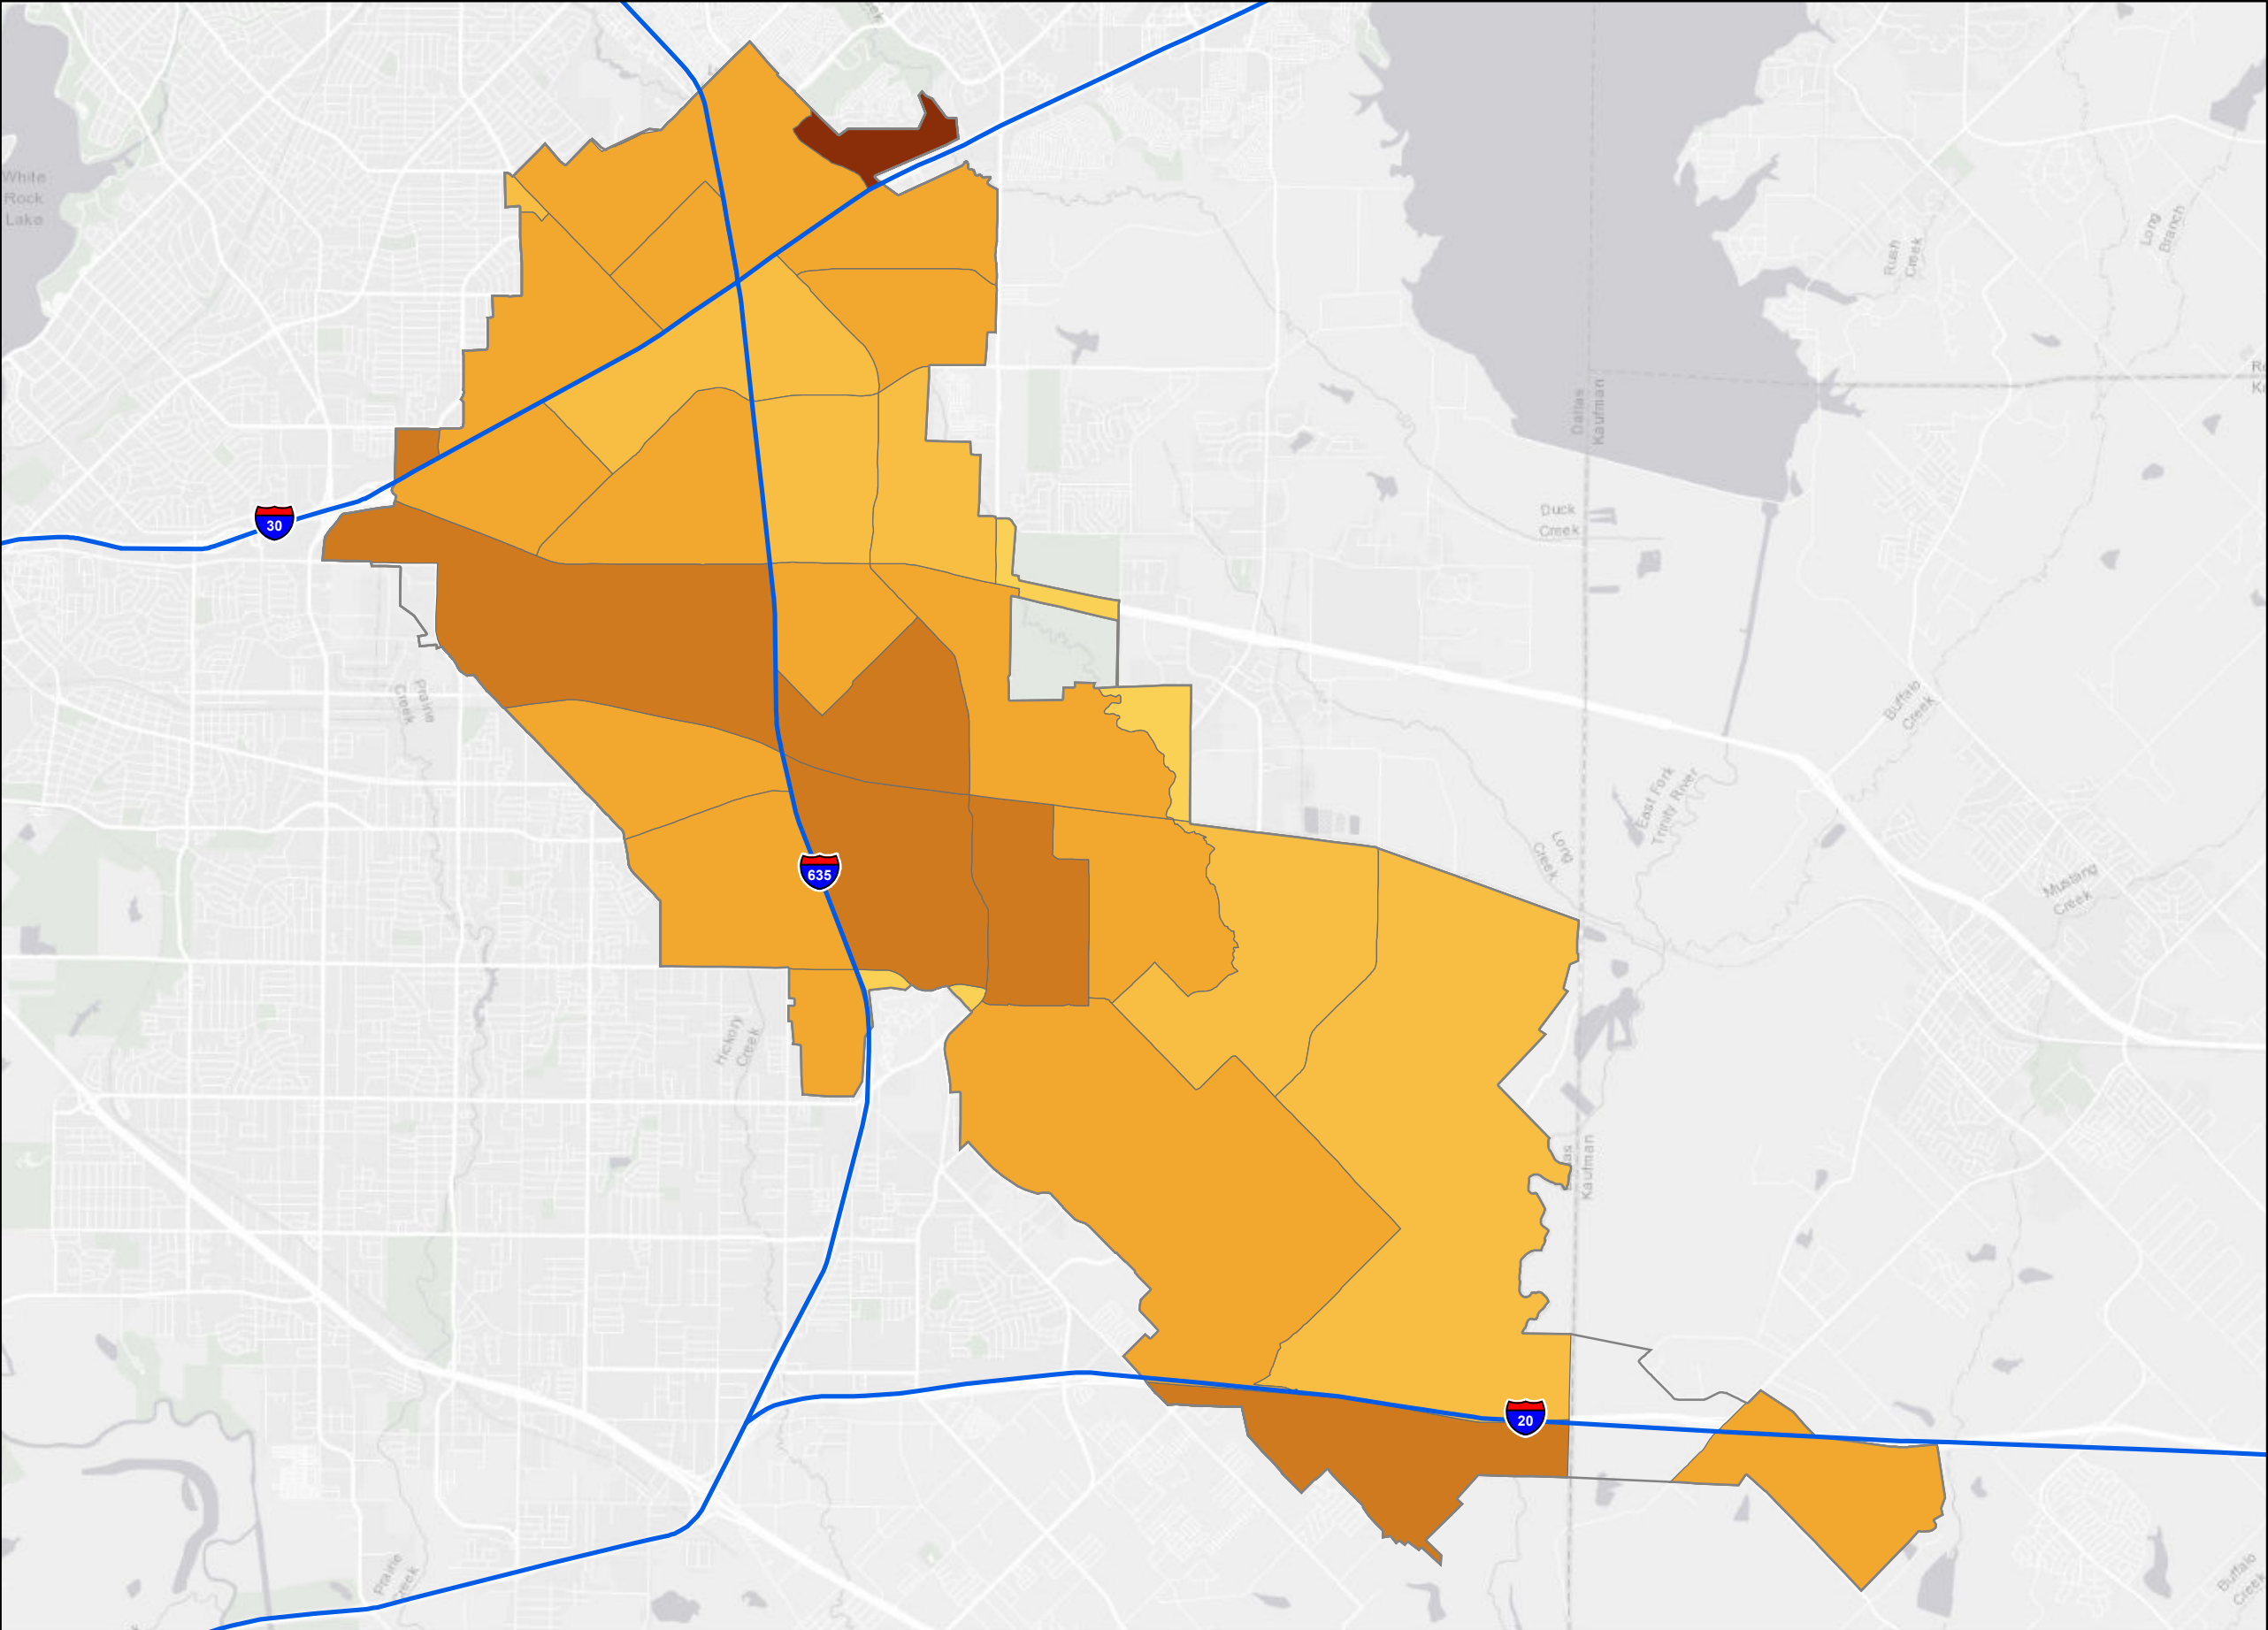 White
Rock
Lake
Rush
Creek
Long
Branch
Dallas
Kaufman
30
Duck
Creek
Prairie
Creek
Buffalo
Creek
East Fork
Trinity River
Long
Creek
635
Mustang
Creek
Hickory
Creek
Kaufman
20
Prairie
Creek
Buffalo
Creek